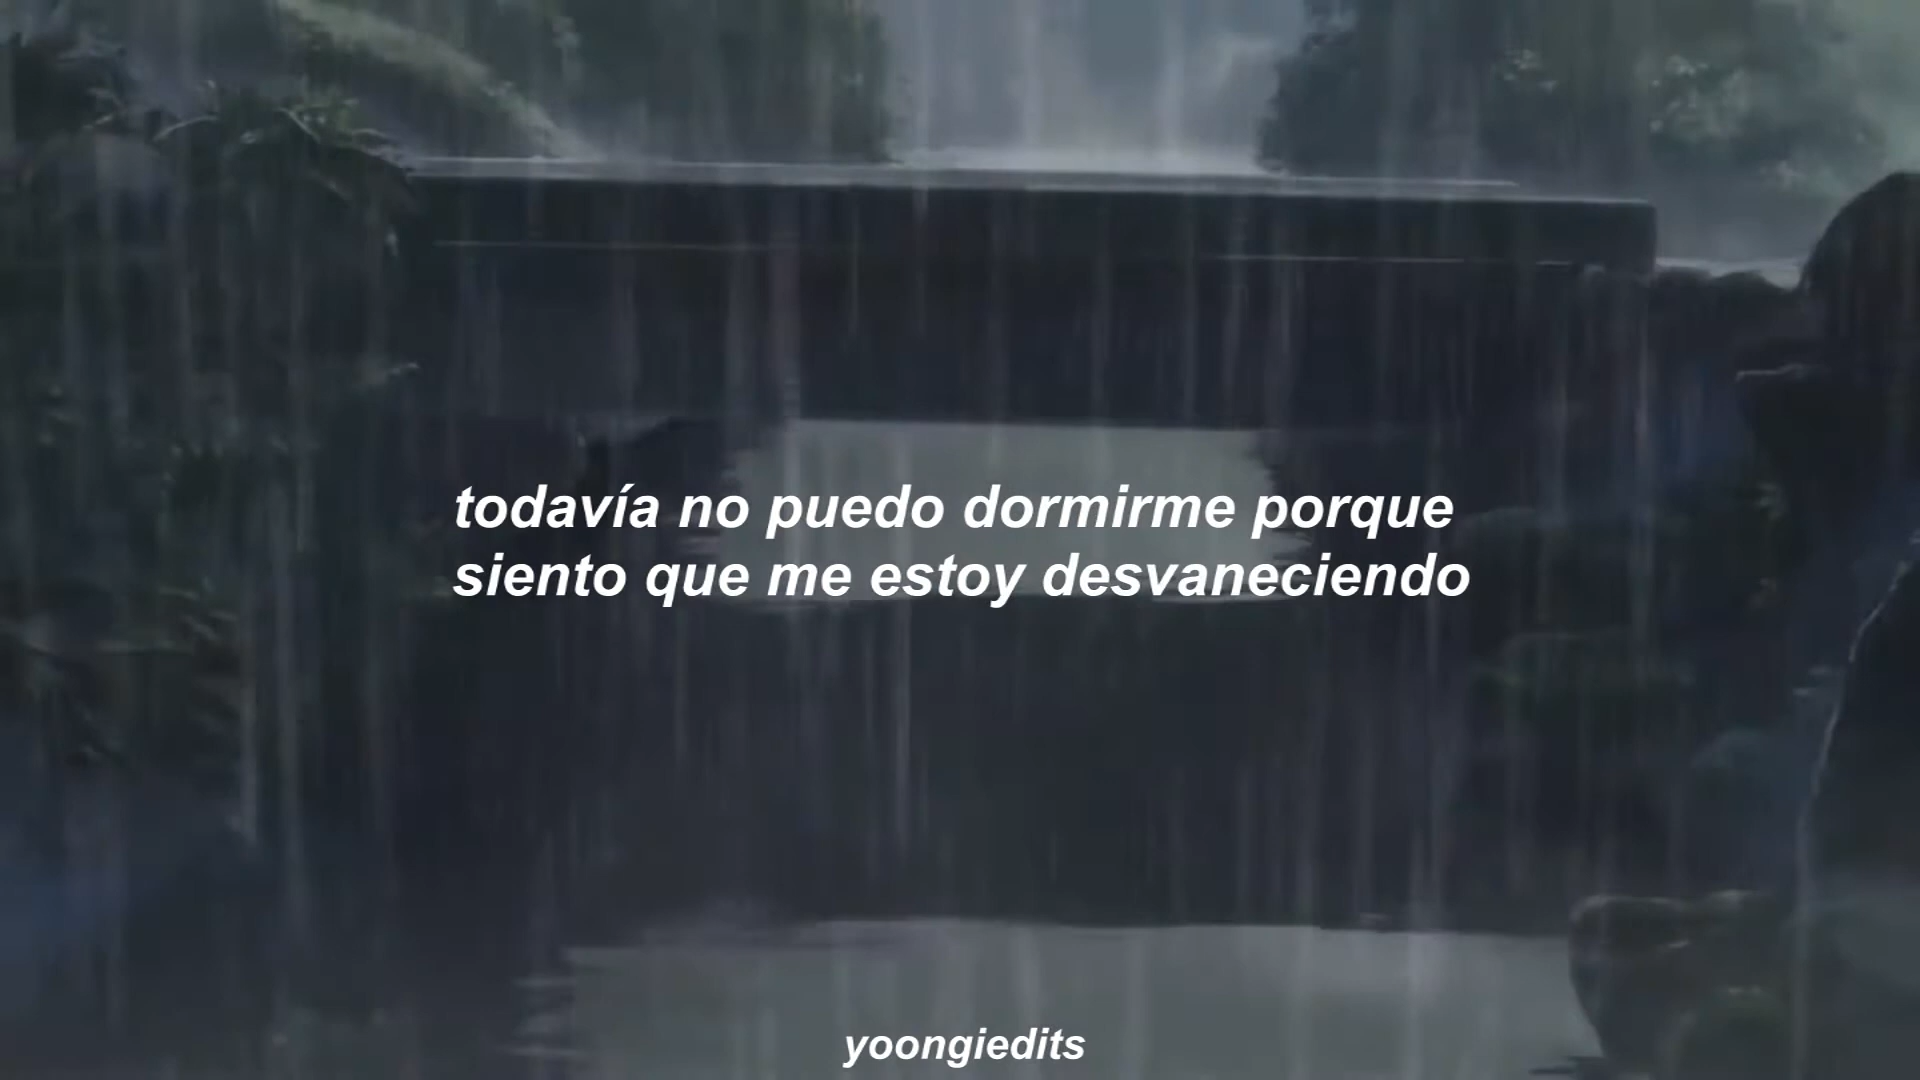 todavía no puedo dormirme porque
siento que me estoy desvaneciendo
yoongiedits